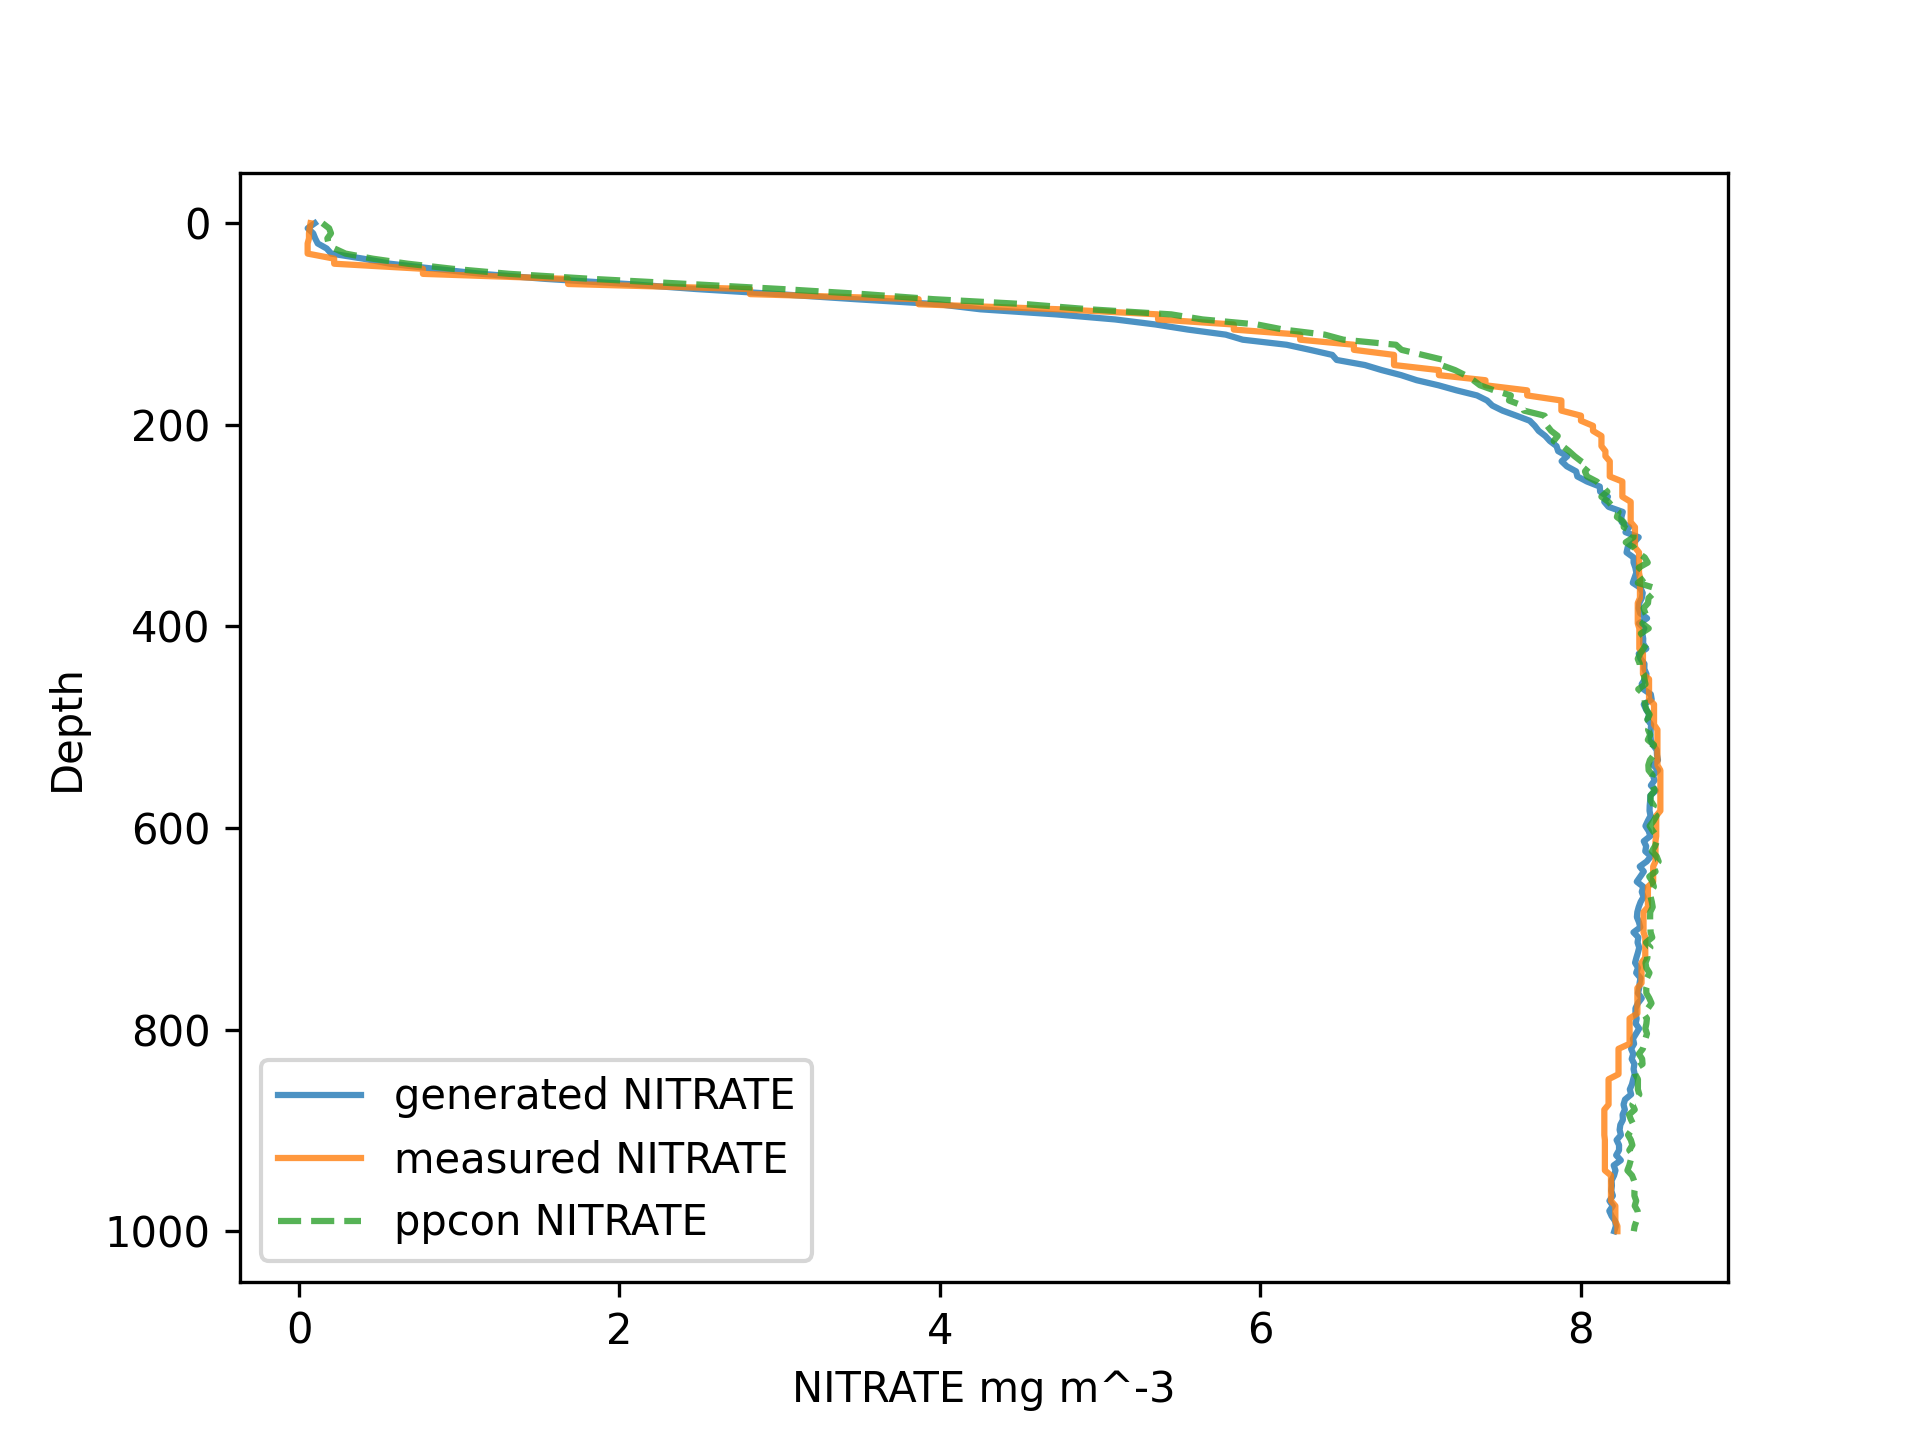 0
200
400
600
800
1000
Depth
generated NITRATE
measured NITRATE
ppcon NITRATE
0 2 4 6 8
NITRATE mg m^-3